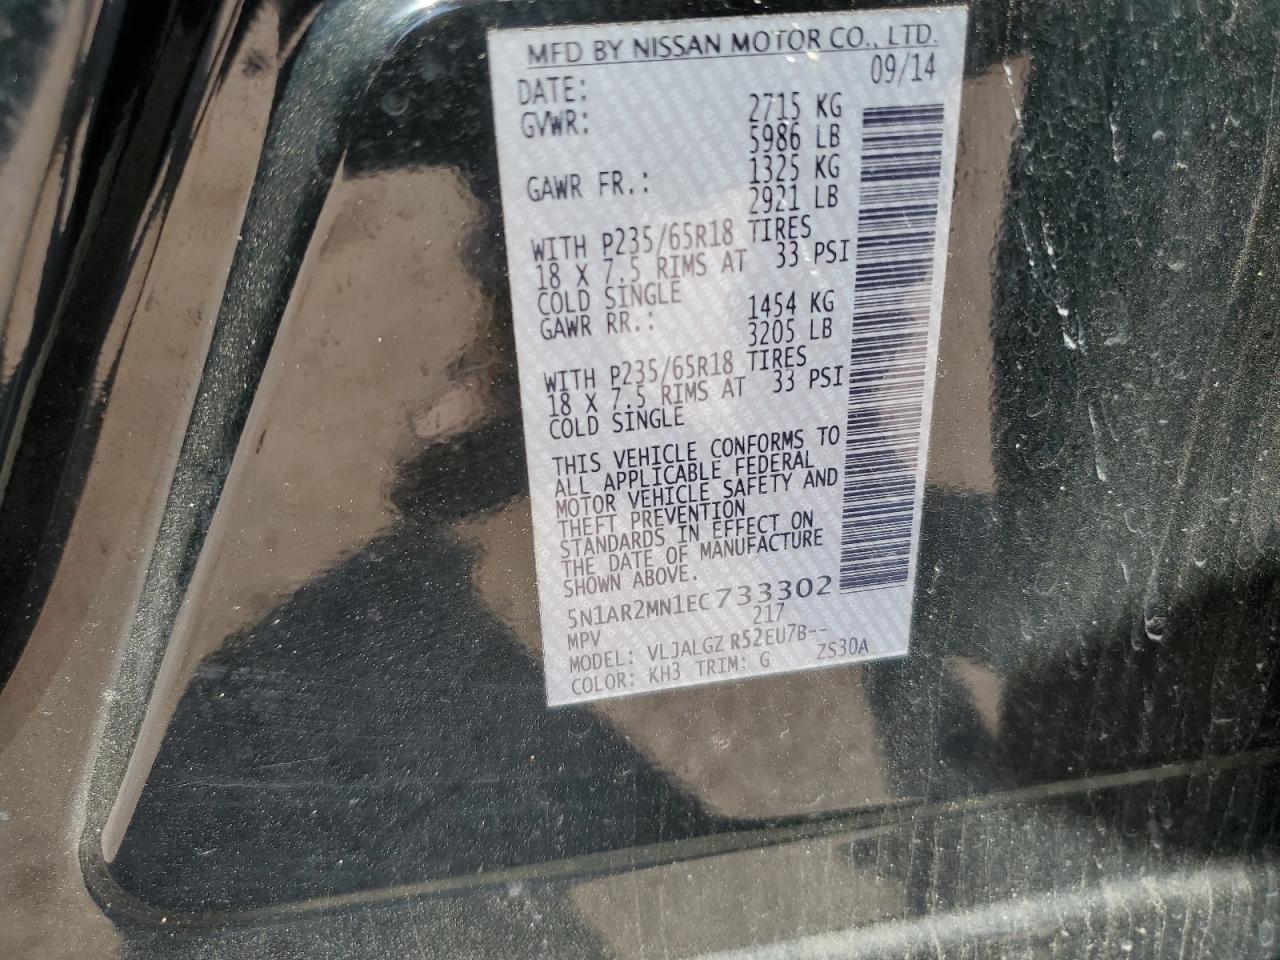 MFD BY NISSAN MOTOR CO., LTD.
DATE: 09/14
GVWR: 2715 KG
5986 LB
GAWR FR.: 1325 KG
2921 LB
WITH P235/65R18 TIRES
18 X 7.5 RIMS AT 33 PSI
COLD SINGLE
GAWR RR.: 1454 KG
3205 LB
WITH P235/65R18 TIRES
18 X 7.5 RIMS AT 33 PSI
COLD SINGLE
THIS VEHICLE CONFORMS TO
ALL APPLICABLE FEDERAL
MOTOR VEHICLE SAFETY AND
THEFT PREVENTION
STANDARDS IN EFFECT ON
THE DATE OF MANUFACTURE
SHOWN ABOVE.
5N1AR2MN1EC733302
MPV 217
MODEL: VLJALGZ R52EU7B--
COLOR: KH3 TRIM: G ZS30A